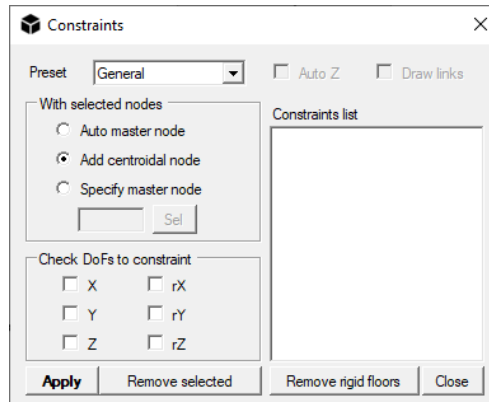 Constraints
Preset General Auto Z Draw links
With selected nodes
Constraints list
Auto master node
Add centroidal node
Specify master node
Sel
Check DoFs to constraint
X rX
Y rY
Z rZ
Apply Remove selected Remove rigid floors Close